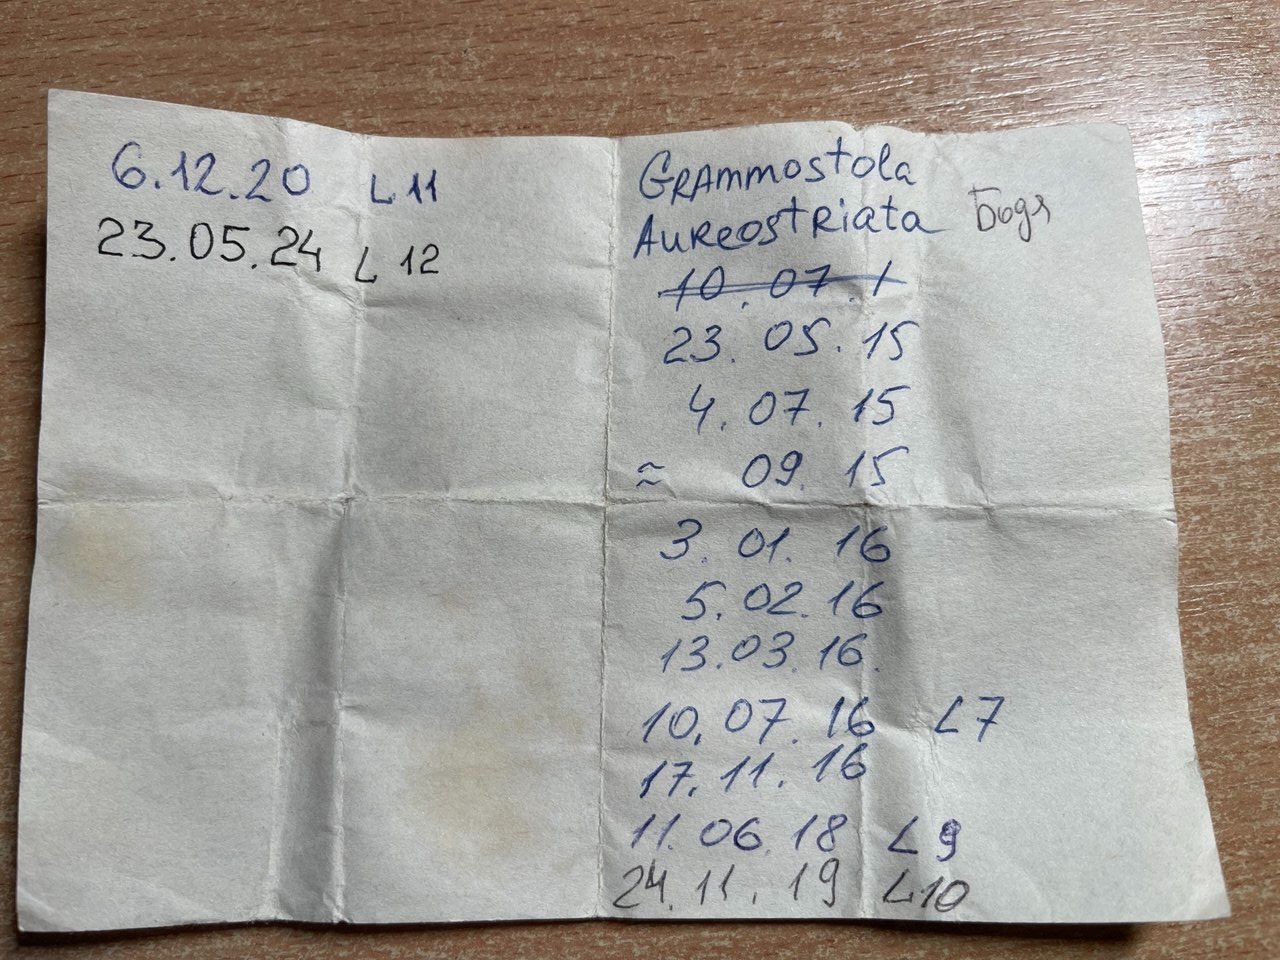 6.12.20 L11
23.05.24 L12
Grammostola
Aureostriata Бодя
10.07.1
23.05.15
4.07.15
≈ 09.15
3.01.16
5.02.16
13.03.16.
10.07.16 L7
17.11.16
11.06.18 L9
24.11.19 L10